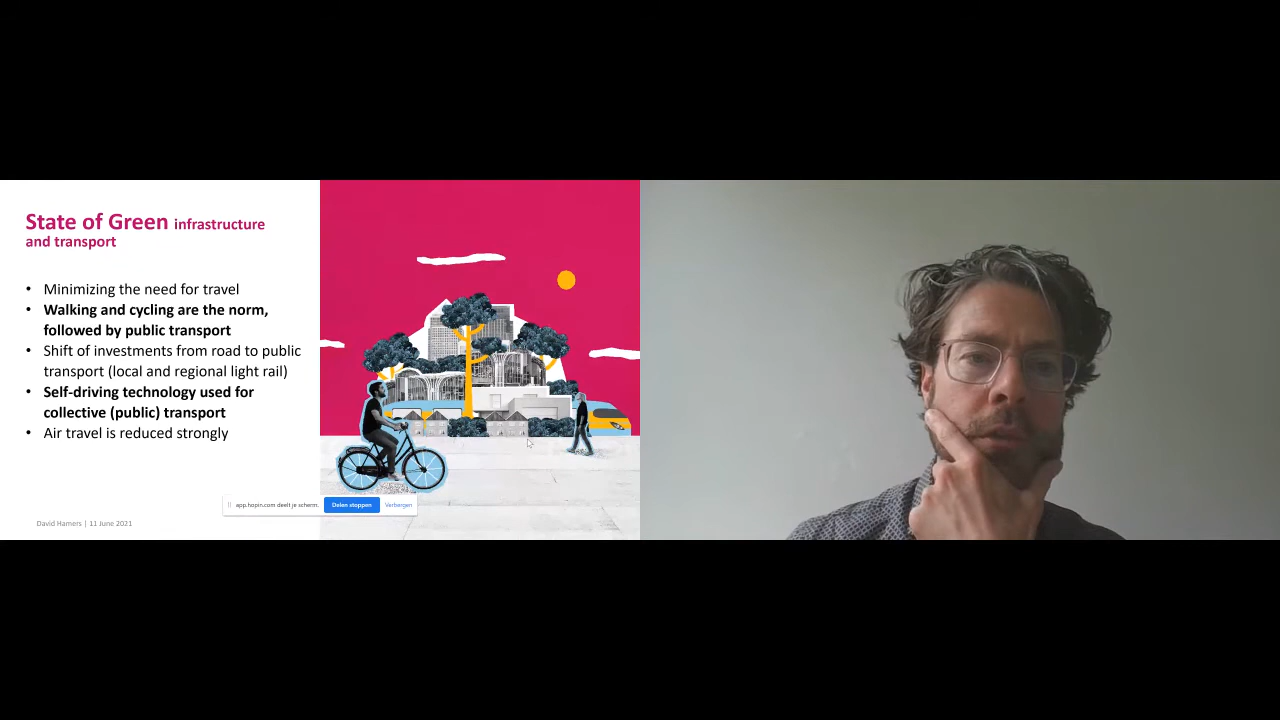 State of Green infrastructure
and transport
• Minimizing the need for travel
• Walking and cycling are the norm,
followed by public transport
• Shift of investments from road to public
transport (local and regional light rail)
• Self-driving technology used for
collective (public) transport
• Air travel is reduced strongly
app.hopin.com deelt je scherm. Delen stoppen Verbergen
David Hamers | 11 June 2021